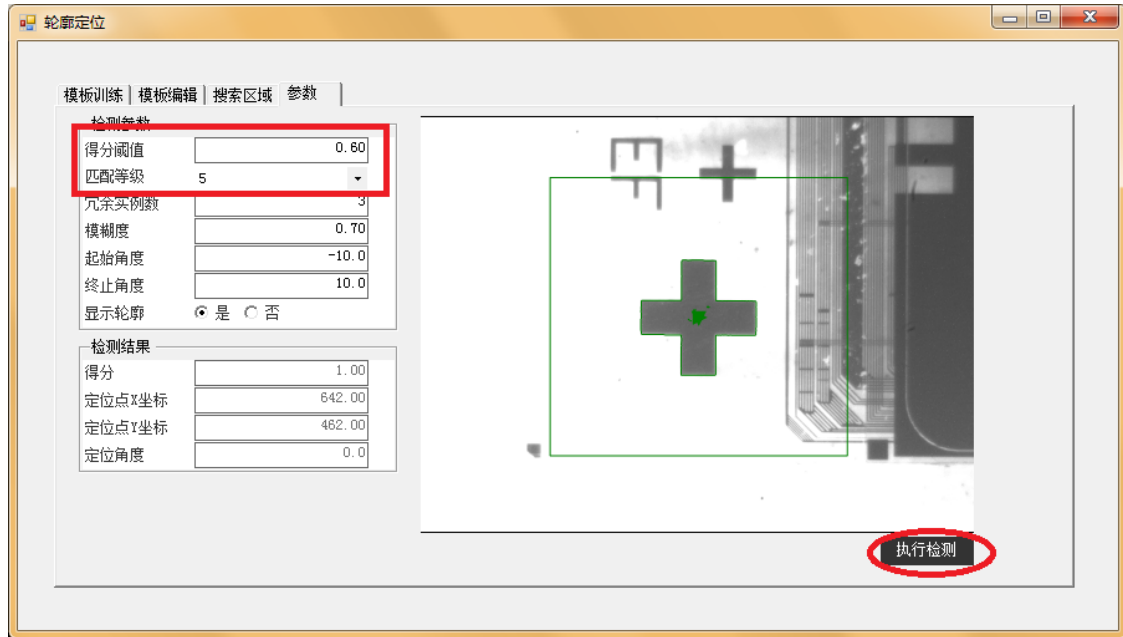 轮廓定位
模板训练 模板编辑 搜索区域 参数
检测参数
得分阈值 0.60
匹配等级 5
冗余实例数 3
模糊度 0.70
起始角度 -10.0
终止角度 10.0
显示轮廓 是 否
检测结果
得分 1.00
定位点X坐标 642.00
定位点Y坐标 462.00
定位角度 0.0
执行检测